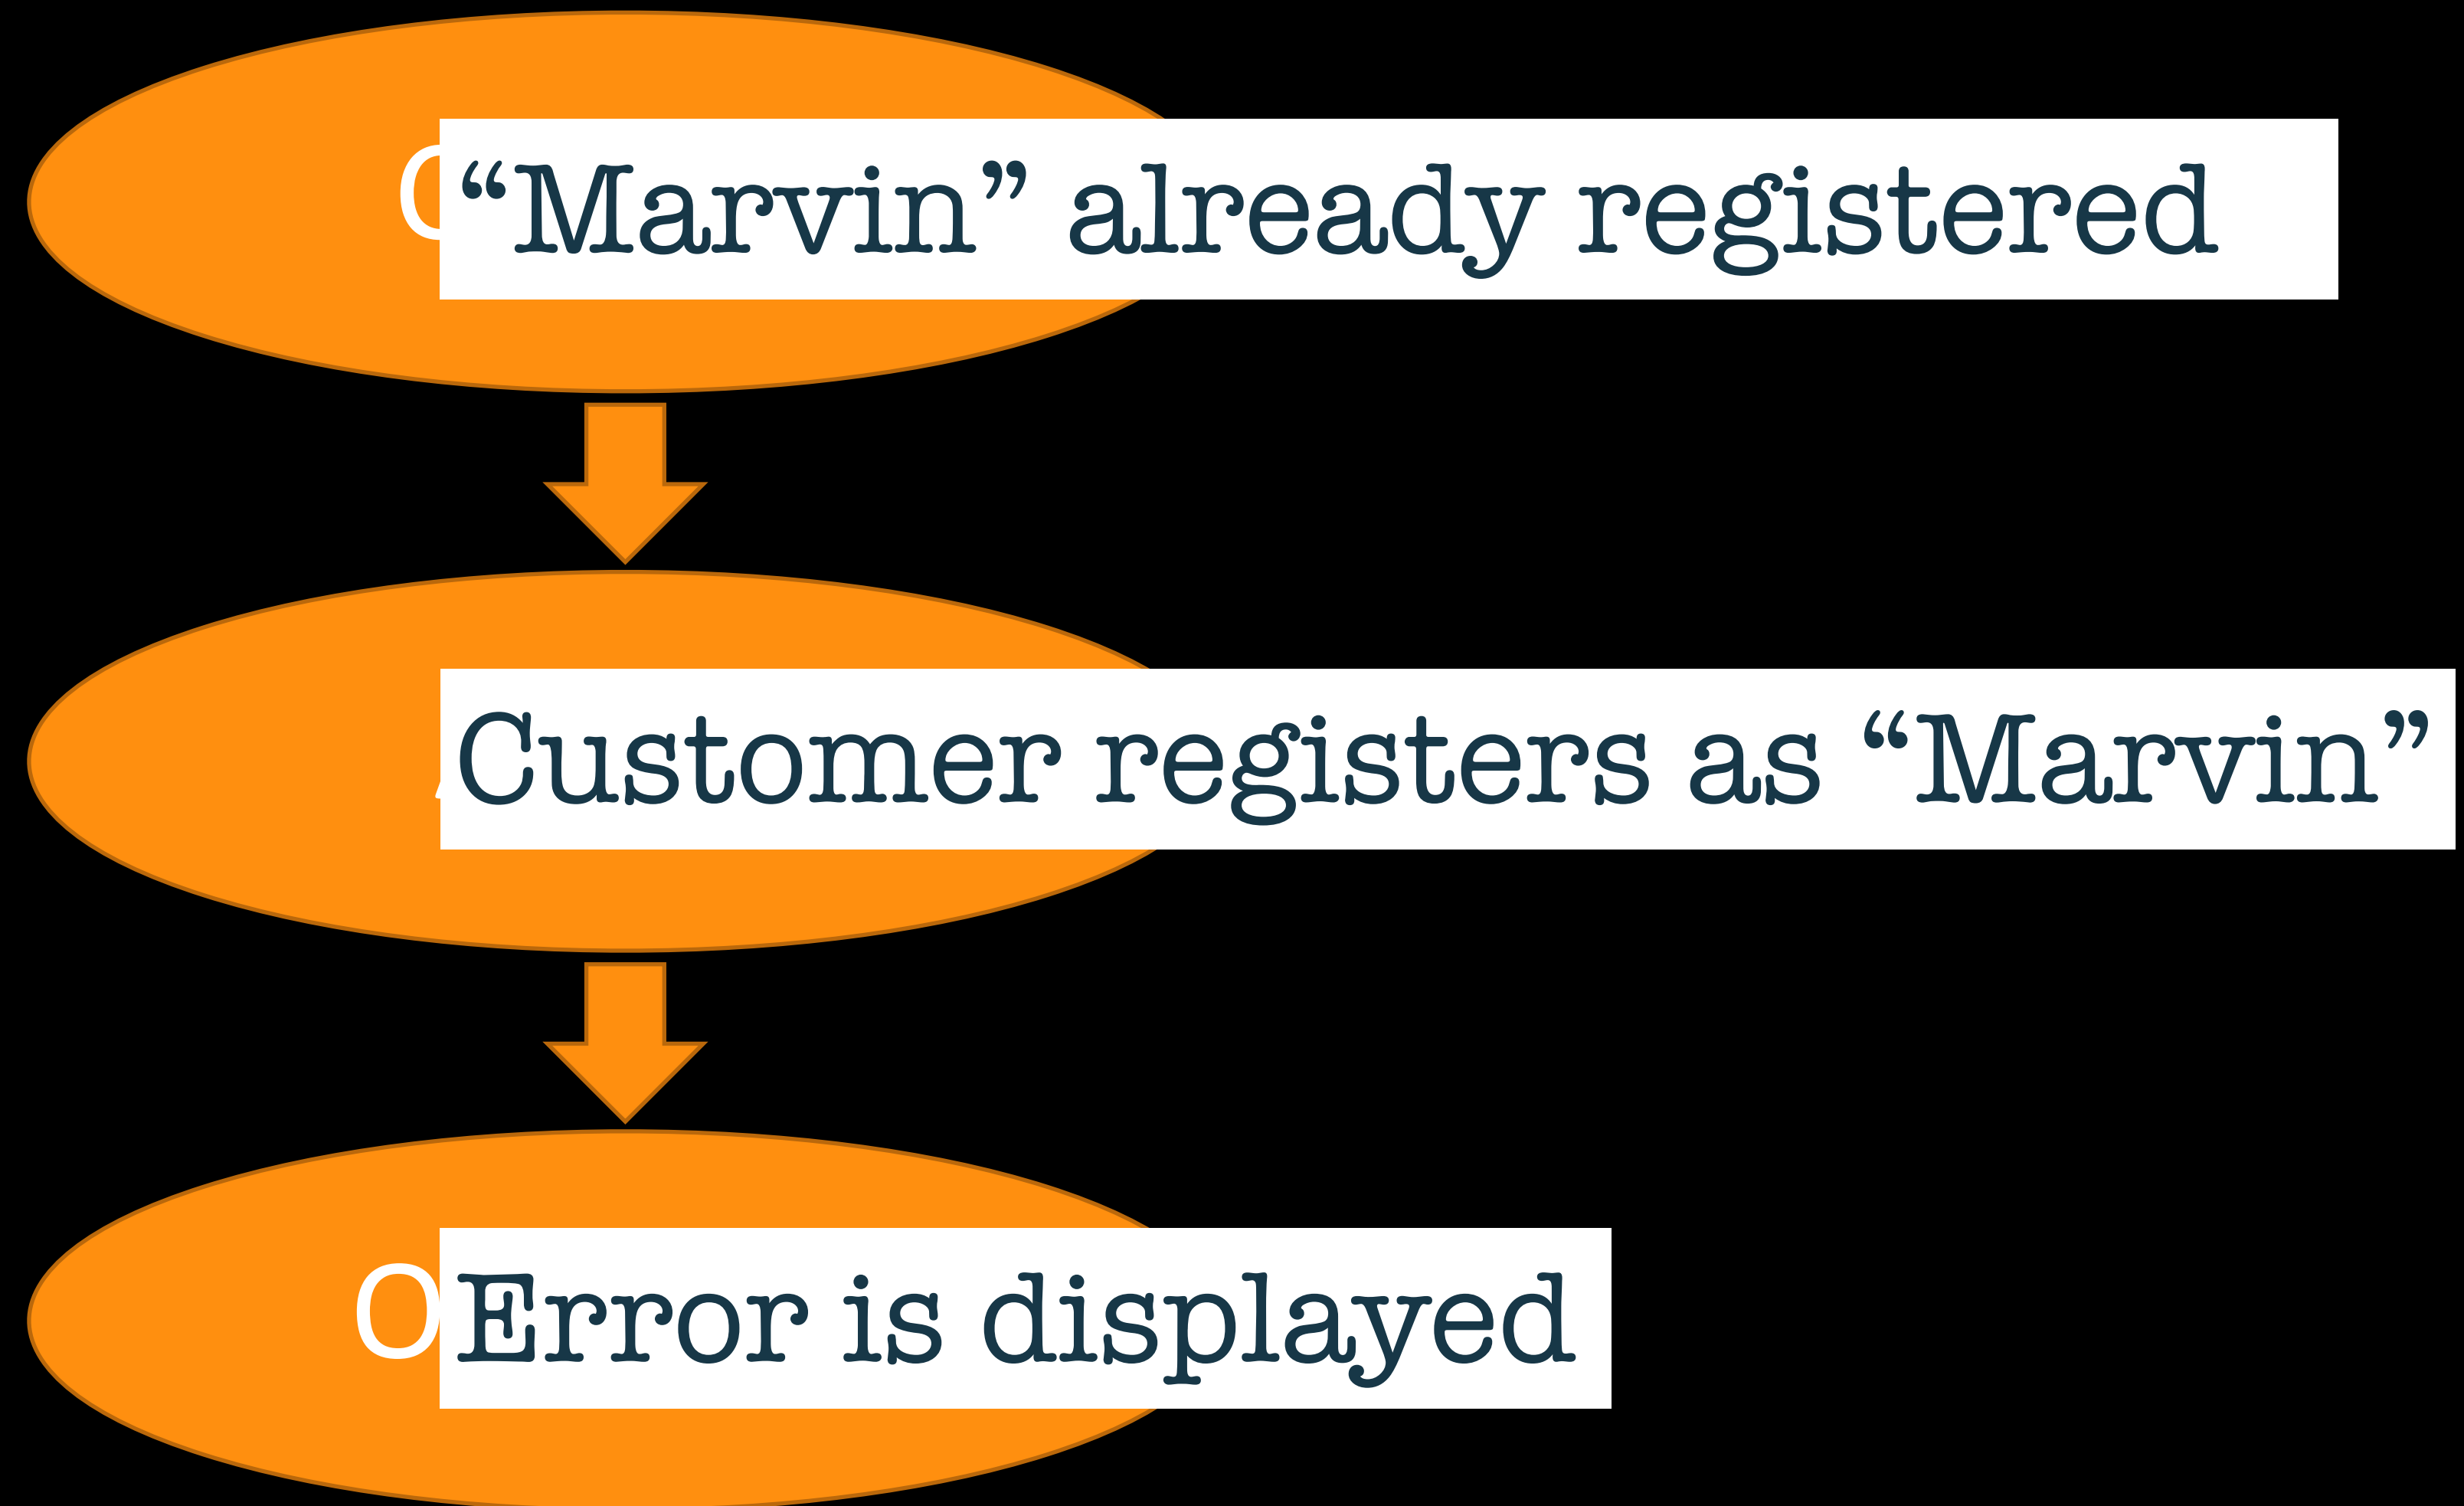 “Marvin” already registered
Customer registers as “Marvin”
Error is displayed